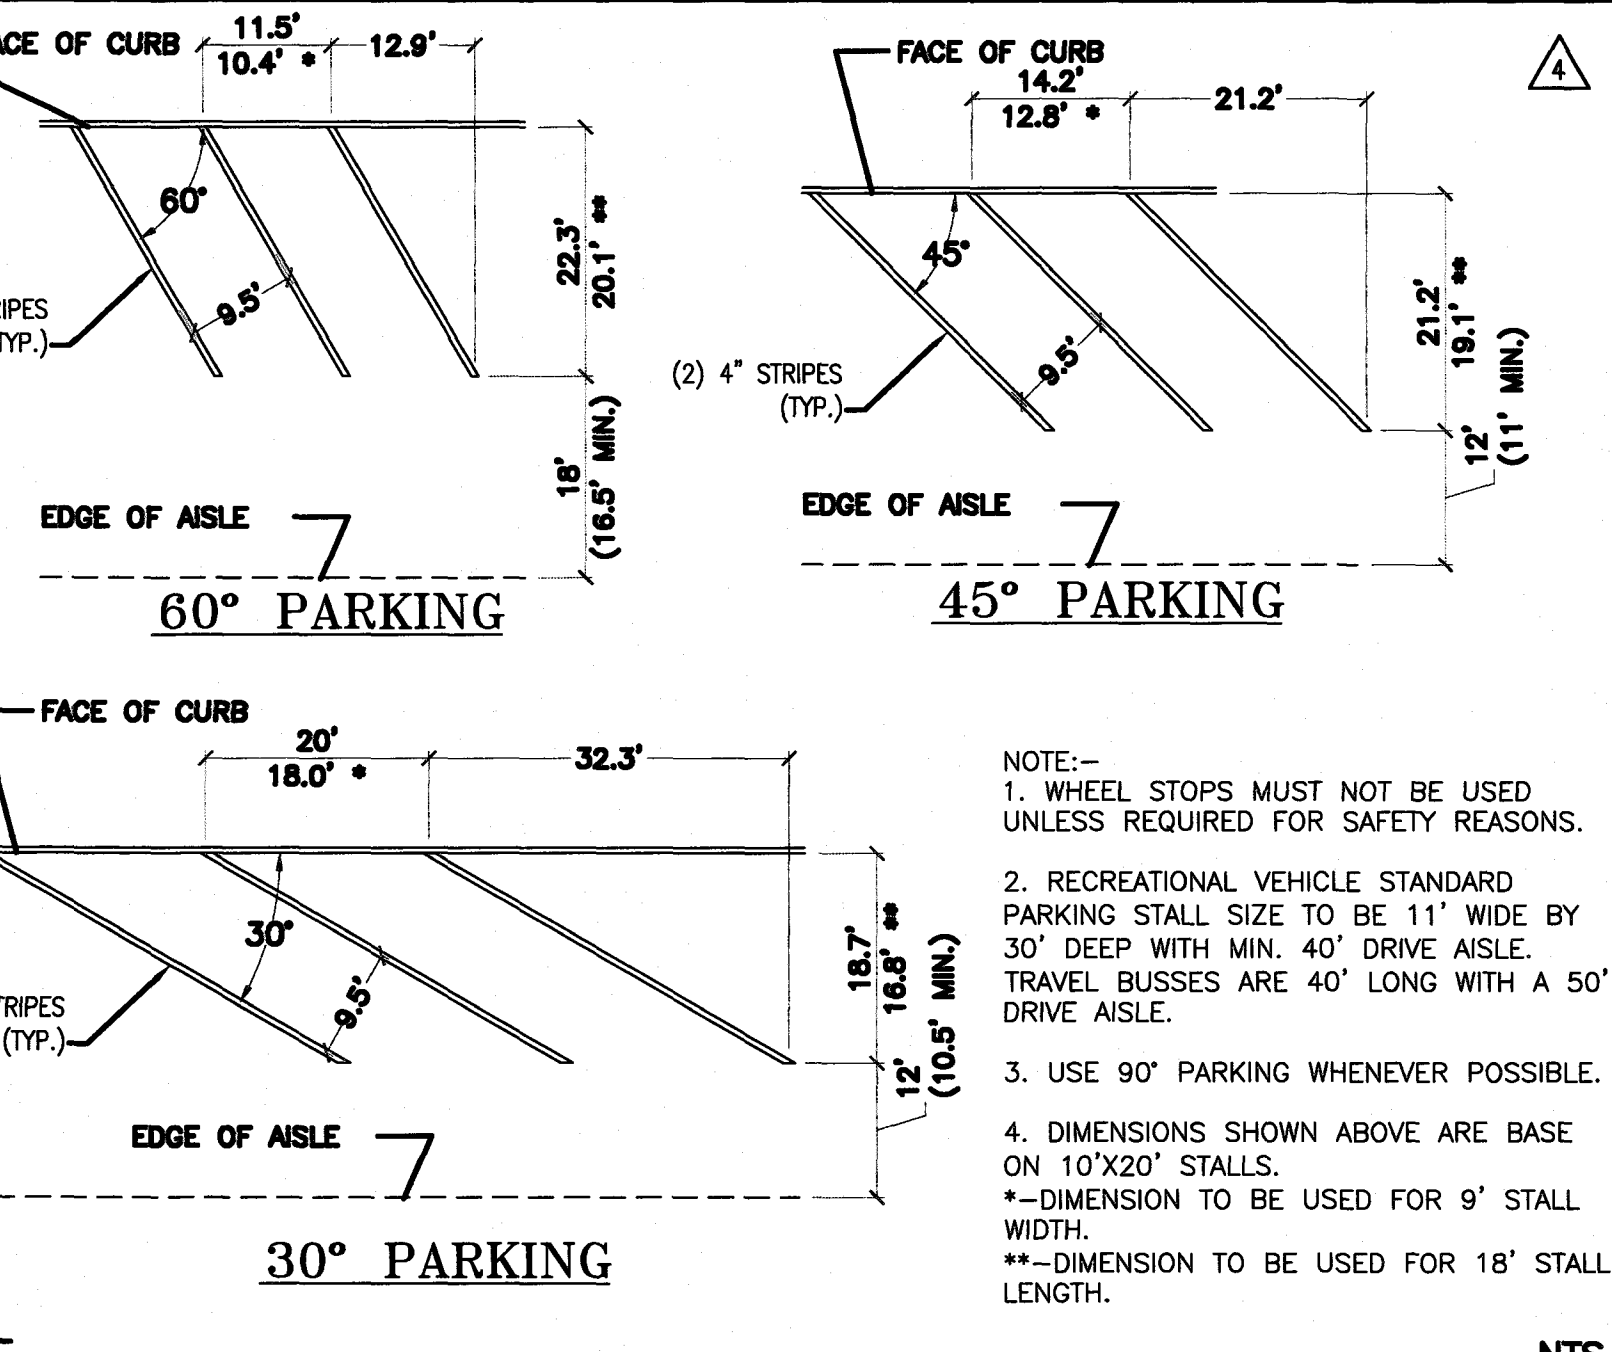 ACE OF CURB
11.5'
10.4' *
12.9'
60°
9.5'
22.3'
20.1' **
18'
(16.5' MIN.)
RIPES
TYP.)
EDGE OF AISLE
60° PARKING
FACE OF CURB
14.2'
12.8' *
21.2'
4
45°
9.5'
21.2'
19.1' **
12'
(11' MIN.)
(2) 4" STRIPES
(TYP.)
EDGE OF AISLE
45° PARKING
FACE OF CURB
20'
18.0' *
32.3'
30°
9.5'
18.7'
16.8' **
12'
(10.5' MIN.)
TRIPES
(TYP.)
EDGE OF AISLE
30° PARKING
NOTE:-
1. WHEEL STOPS MUST NOT BE USED
UNLESS REQUIRED FOR SAFETY REASONS.
2. RECREATIONAL VEHICLE STANDARD
PARKING STALL SIZE TO BE 11' WIDE BY
30' DEEP WITH MIN. 40' DRIVE AISLE.
TRAVEL BUSSES ARE 40' LONG WITH A 50'
DRIVE AISLE.
3. USE 90° PARKING WHENEVER POSSIBLE.
4. DIMENSIONS SHOWN ABOVE ARE BASE
ON 10'X20' STALLS.
*-DIMENSION TO BE USED FOR 9' STALL
WIDTH.
**-DIMENSION TO BE USED FOR 18' STALL
LENGTH.
NTS